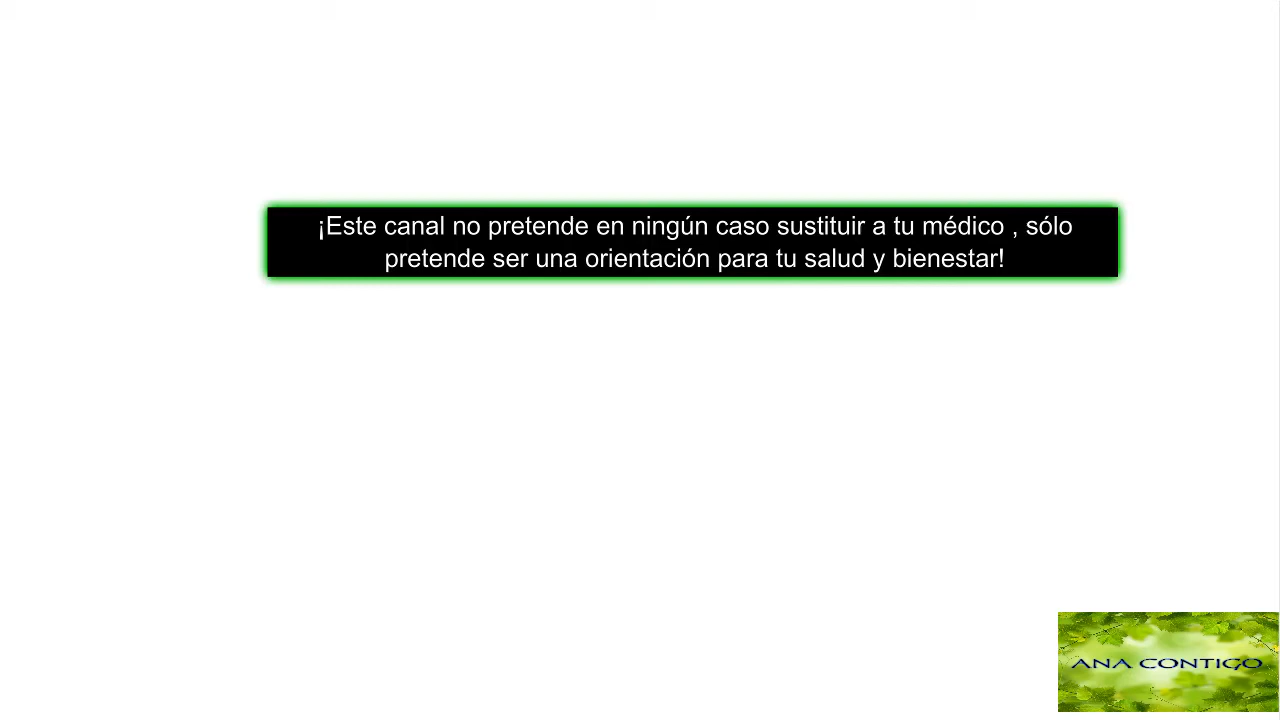 ¡Este canal no pretende en ningún caso sustituir a tu médico , sólo
pretende ser una orientación para tu salud y bienestar!
ANA CONTIGO